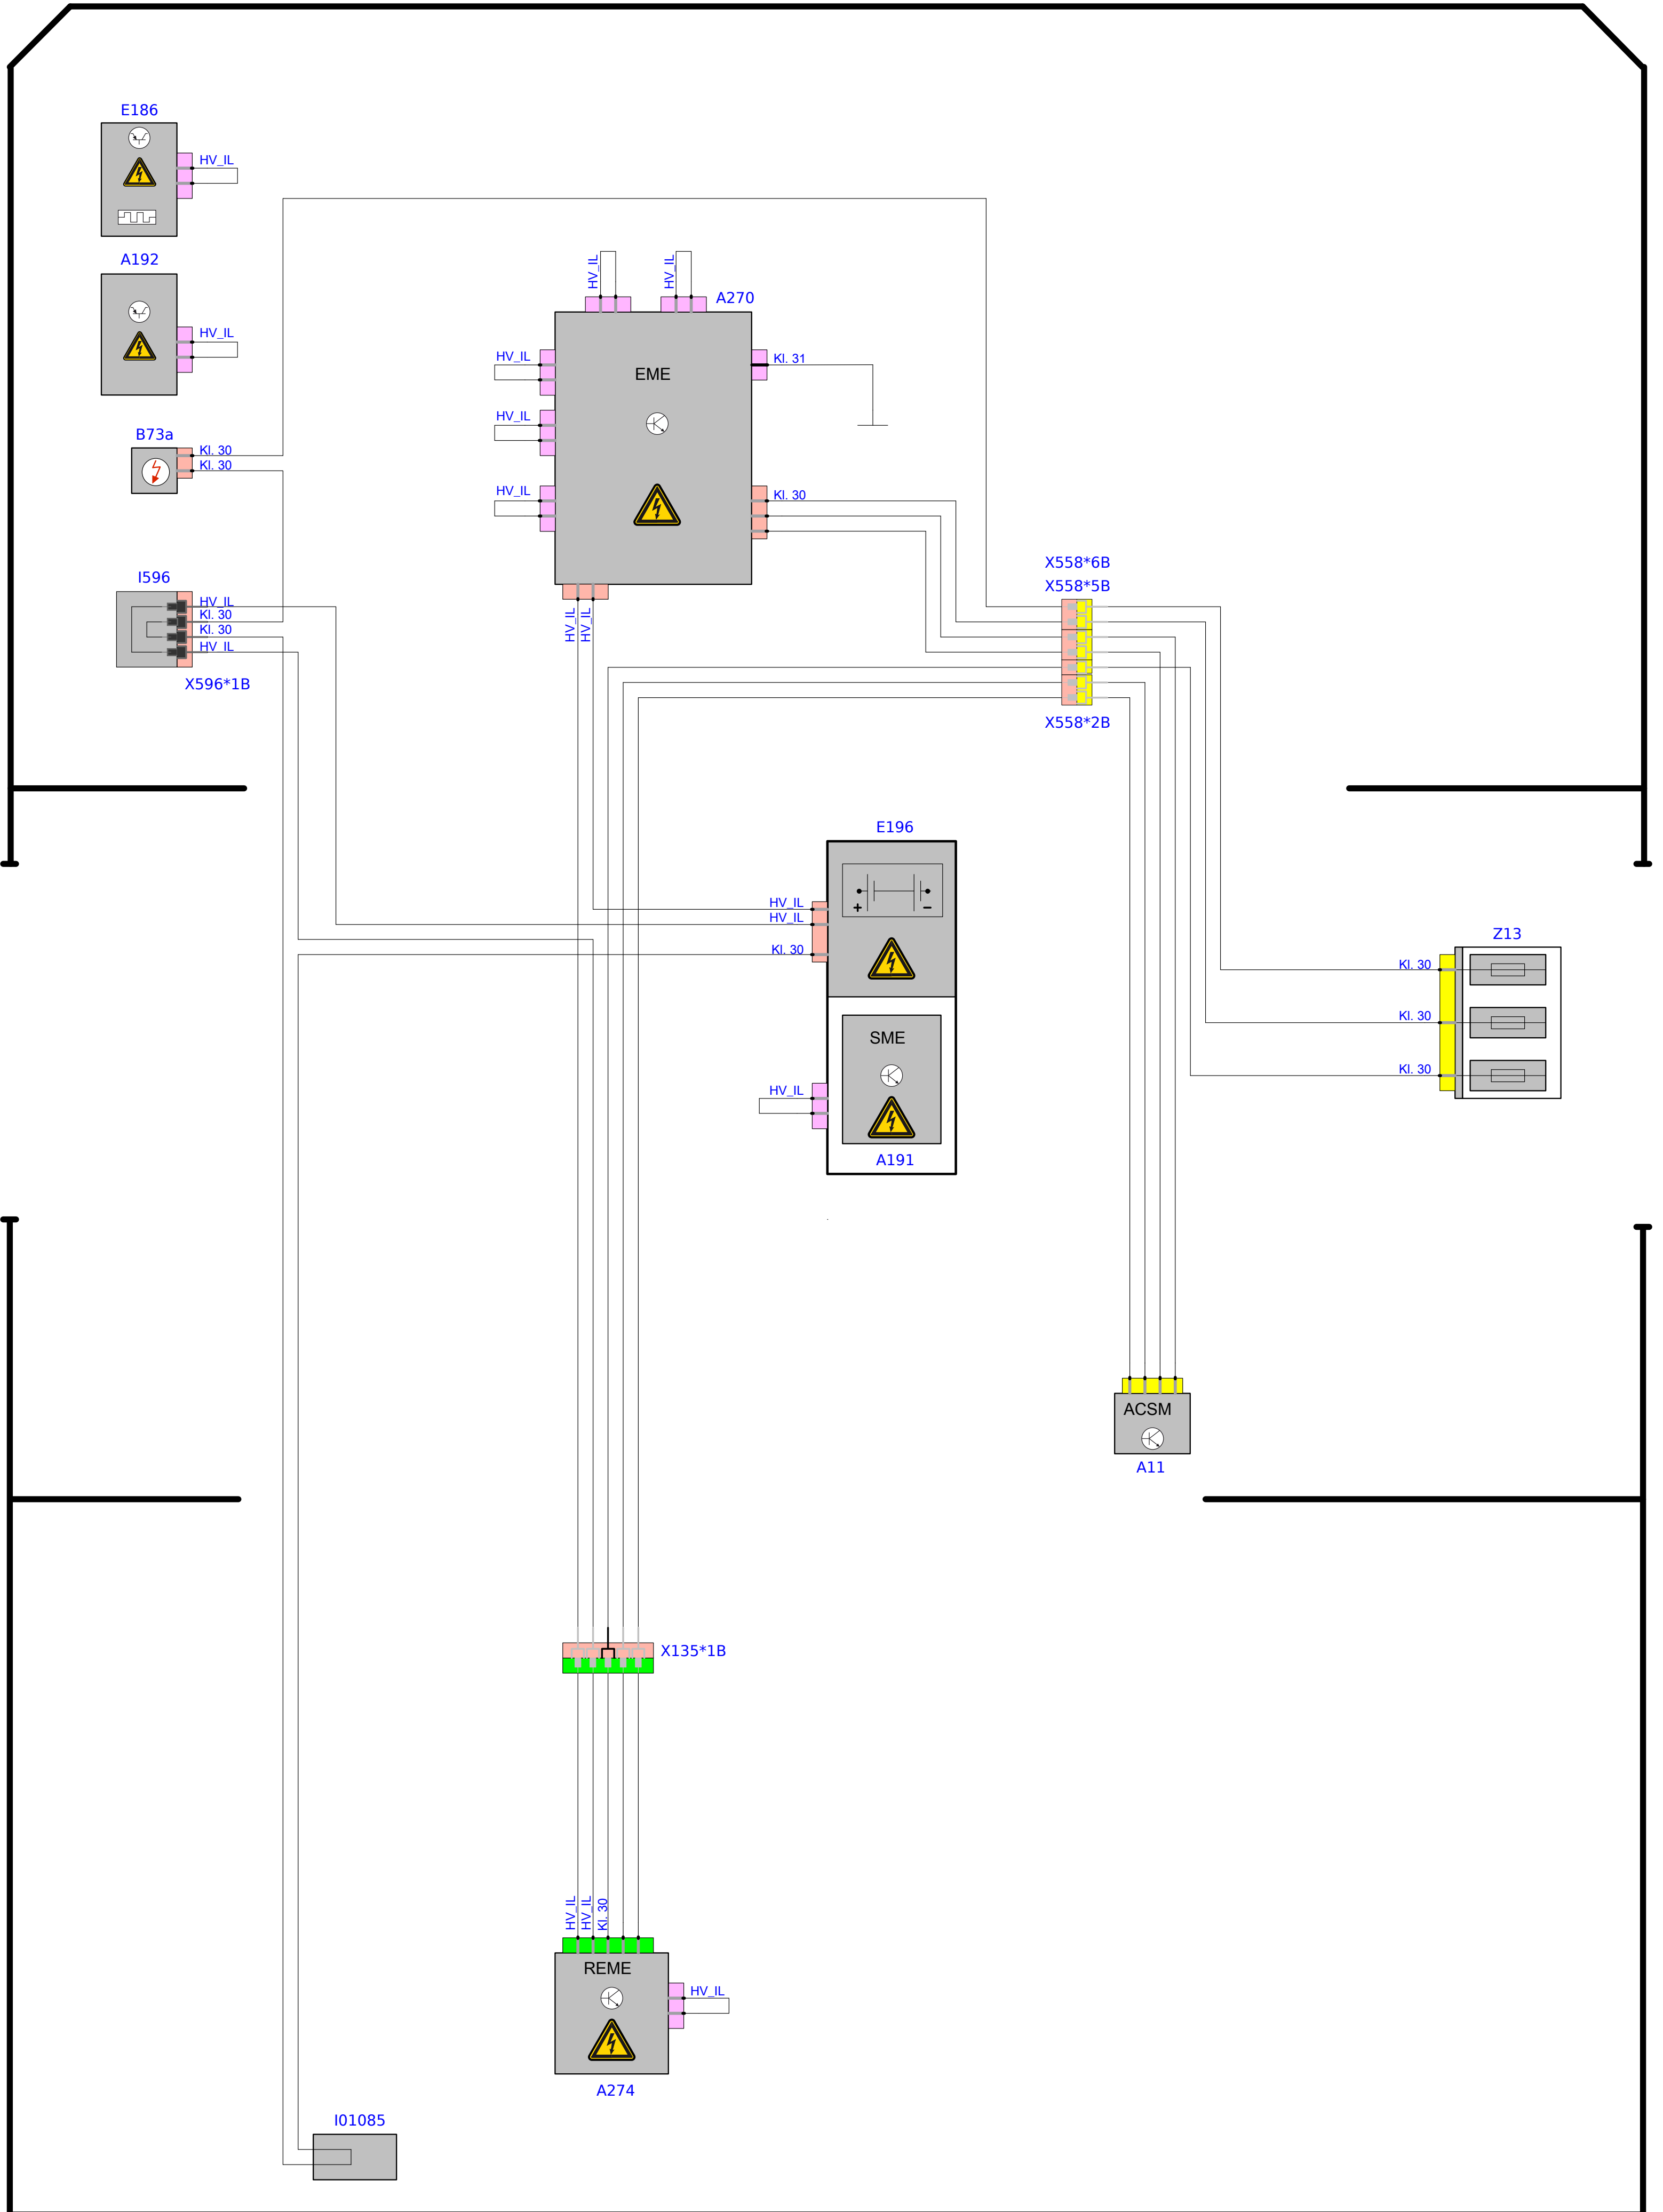 E186
HV_IL
A192
HV_IL
HV_IL
HV_IL
A270
HV_IL
EME
Kl. 31
HV_IL
B73a
Kl. 30
Kl. 30
HV_IL
Kl. 30
X558*6B
I596
X558*5B
HV_IL
Kl. 30
Kl. 30
HV_IL
HV_IL
HV_IL
X596*1B
X558*2B
E196
+
−
HV_IL
HV_IL
Kl. 30
Z13
Kl. 30
Kl. 30
Kl. 30
SME
HV_IL
A191
ACSM
A11
X135*1B
HV_IL
HV_IL
Kl. 30
REME
HV_IL
A274
I01085